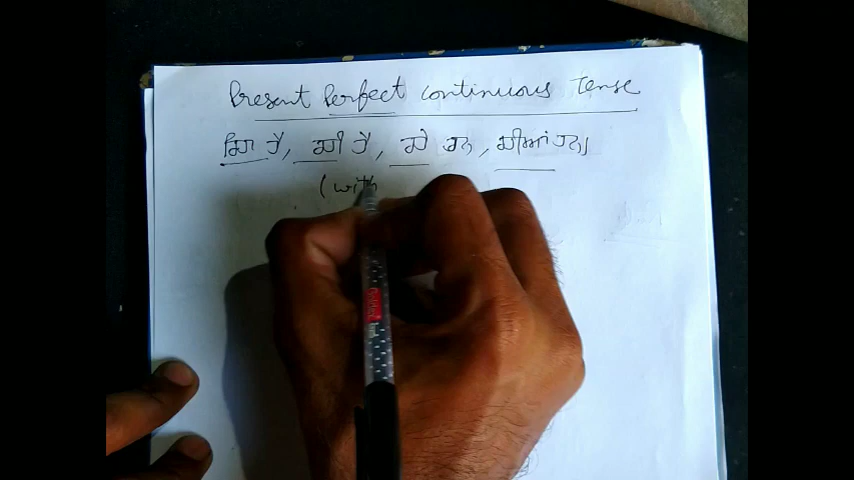 Present Perfect continuous Tense
ਰਿਹਾ ਹੈ, ਰਹੀ ਹੈ, ਰਹੇ ਹਨ, ਰਹੀਆਂ ਹਨ।
(with